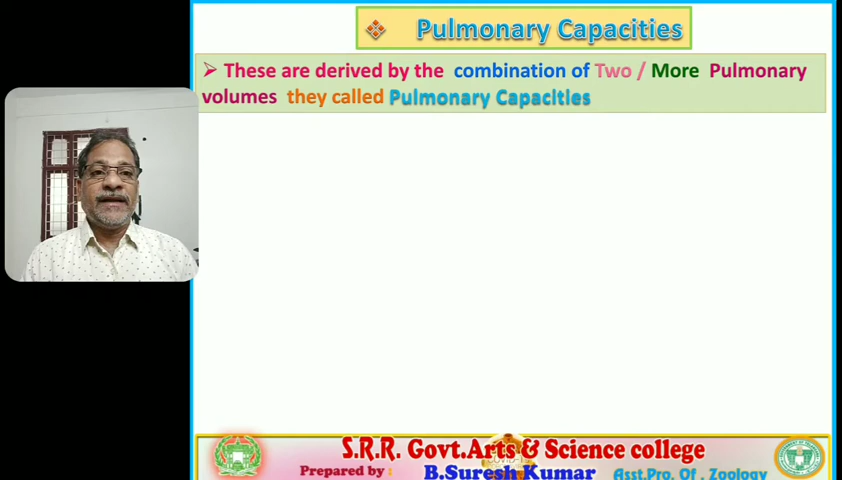 Pulmonary Capacities
These are derived by the combination of Two / More Pulmonary
volumes they called Pulmonary Capacities
S.R.R. Govt.Arts & Science college
Prepared by : B.Suresh Kumar Asst.Pro. Of . Zoology